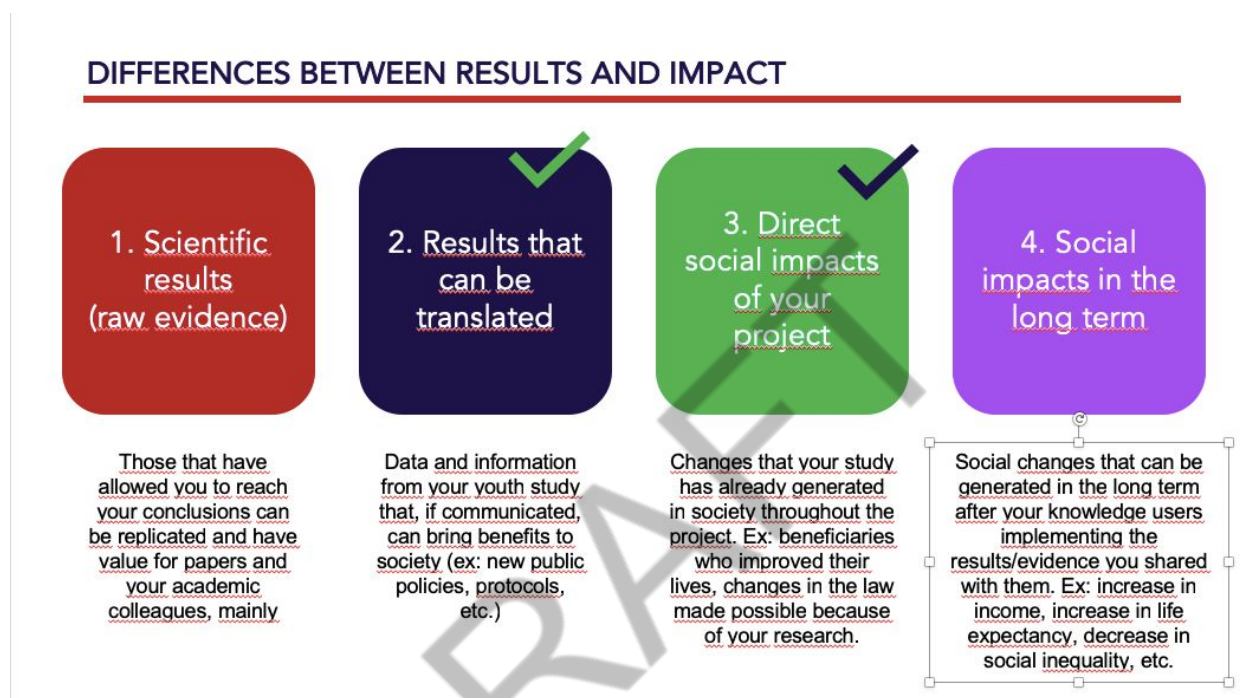 DIFFERENCES BETWEEN RESULTS AND IMPACT
1. Scientific
results
(raw evidence)
2. Results that
can be
translated
3. Direct
social impacts
of your
project
4. Social
impacts in the
long term
Those that have
allowed you to reach
your conclusions can
be replicated and have
value for papers and
your academic
colleagues, mainly
Data and information
from your youth study
that, if communicated,
can bring benefits to
society (ex: new public
policies, protocols,
etc.)
Changes that your study
has already generated
in society throughout the
project. Ex: beneficiaries
who improved their
lives, changes in the law
made possible because
of your research.
Social changes that can be
generated in the long term
after your knowledge users
implementing the
results/evidence you shared
with them. Ex: increase in
income, increase in life
expectancy, decrease in
social inequality, etc.
RAFT